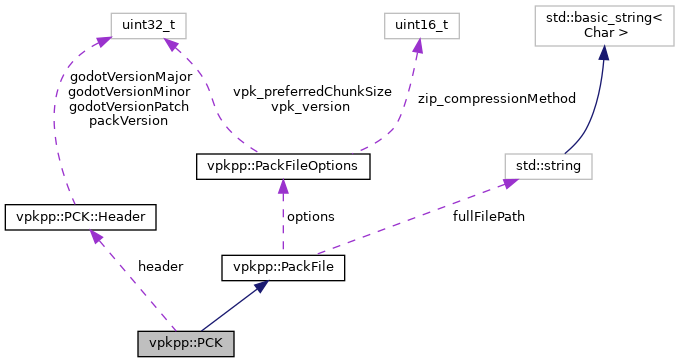 uint32_t
uint16_t
std::basic_string<
Char >
godotVersionMajor
godotVersionMinor
godotVersionPatch
packVersion
vpk_preferredChunkSize
vpk_version
zip_compressionMethod
vpkpp::PackFileOptions
std::string
vpkpp::PCK::Header
options
fullFilePath
header
vpkpp::PackFile
vpkpp::PCK